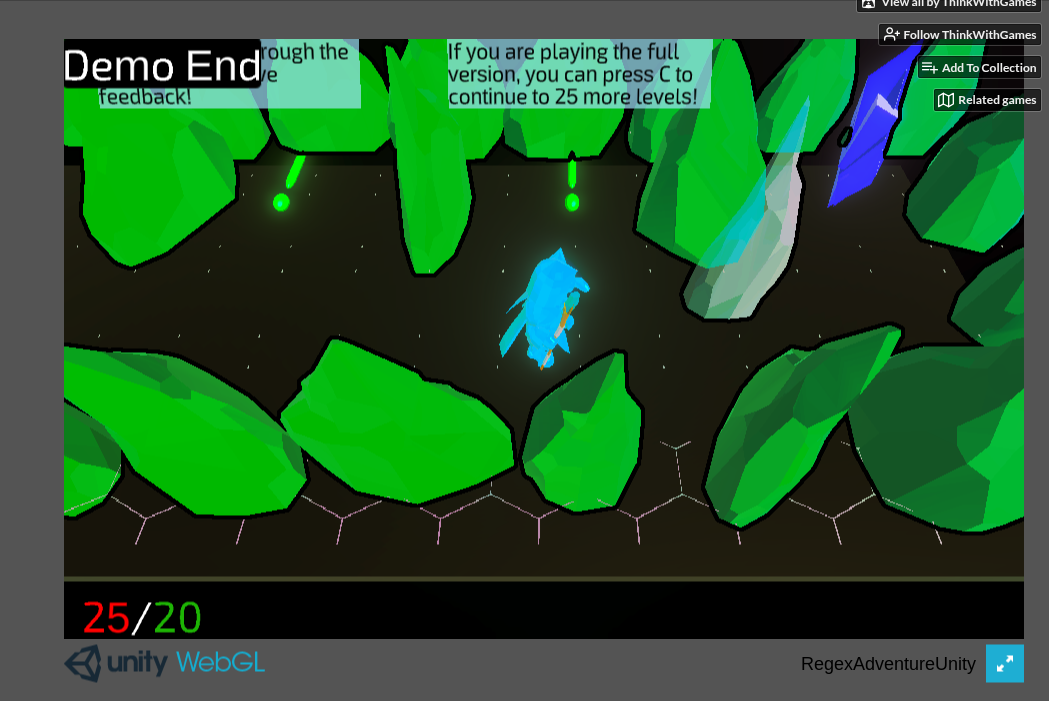 View all by ThinkWithGames
Follow ThinkWithGames
Add To Collection
Related games
Demo End
rough the
ve
feedback!
If you are playing the full
version, you can press C to
continue to 25 more levels!
25/20
unity WebGL
RegexAdventureUnity